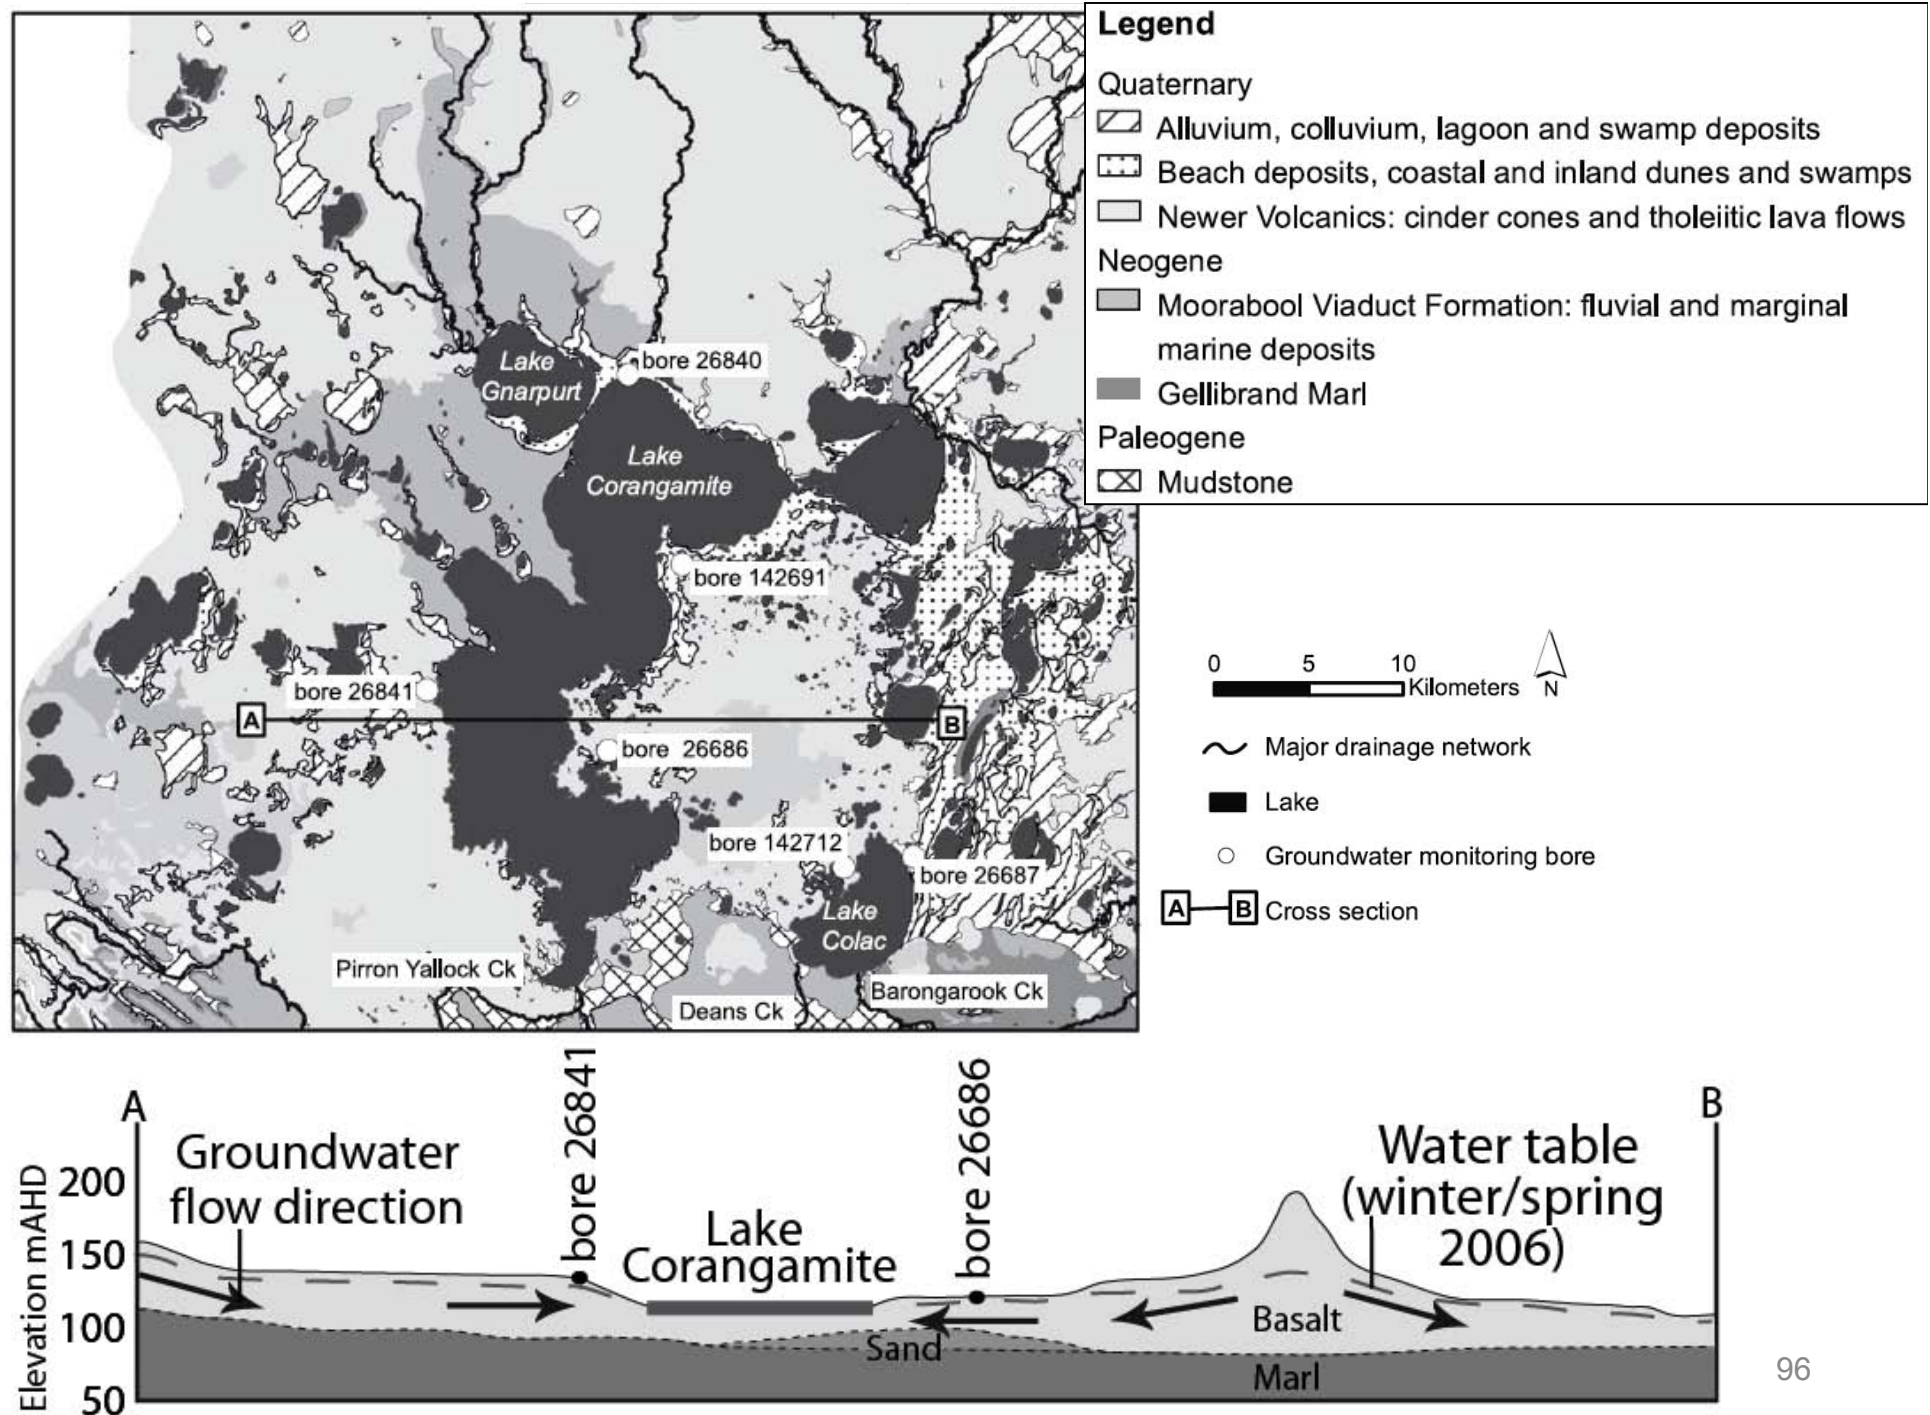 Legend
Quaternary
Alluvium, colluvium, lagoon and swamp deposits
Beach deposits, coastal and inland dunes and swamps
Newer Volcanics: cinder cones and tholeiitic lava flows
Neogene
Moorabool Viaduct Formation: fluvial and marginal
marine deposits
Gellibrand Marl
Paleogene
Mudstone
Lake
Gnarpurt
bore 26840
Lake
Corangamite
bore 142691
bore 26841
A
B
bore 26686
bore 142712
bore 26687
Lake
Colac
Pirron Yallock Ck
Deans Ck
Barongarook Ck
0 5 10
Kilometers
N
Major drainage network
Lake
Groundwater monitoring bore
A B Cross section
A
B
Elevation mAHD
200
150
100
50
Groundwater
flow direction
bore 26841
Lake
Corangamite
bore 26686
Water table
(winter/spring
2006)
Basalt
Sand
Marl
96